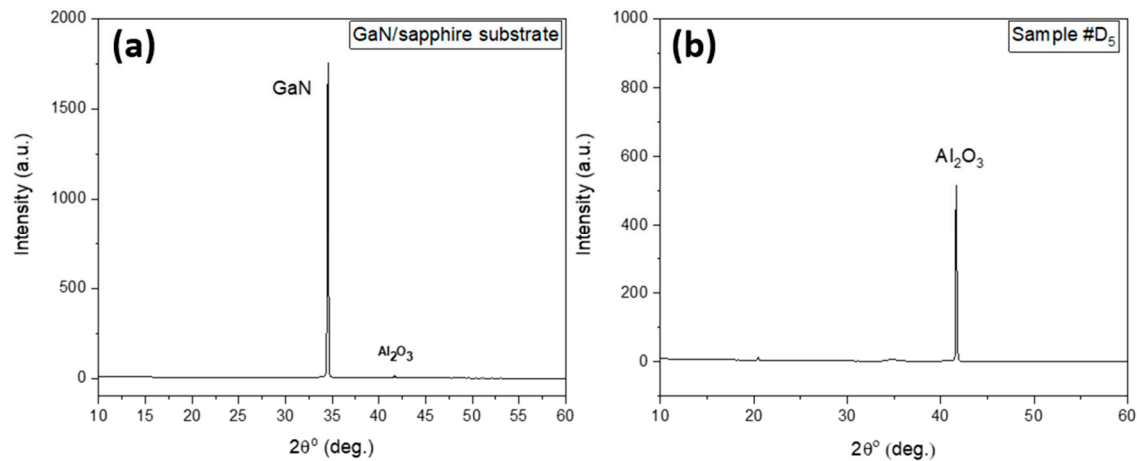 (a)
GaN/sapphire substrate
GaN
Al₂O₃
Intensity (a.u.)
2000
1500
1000
500
0
10 15 20 25 30 35 40 45 50 55 60
2θ° (deg.)
(b)
Sample #D₅
Al₂O₃
Intensity (a.u.)
1000
800
600
400
200
0
10 20 30 40 50 60
2θ° (deg.)